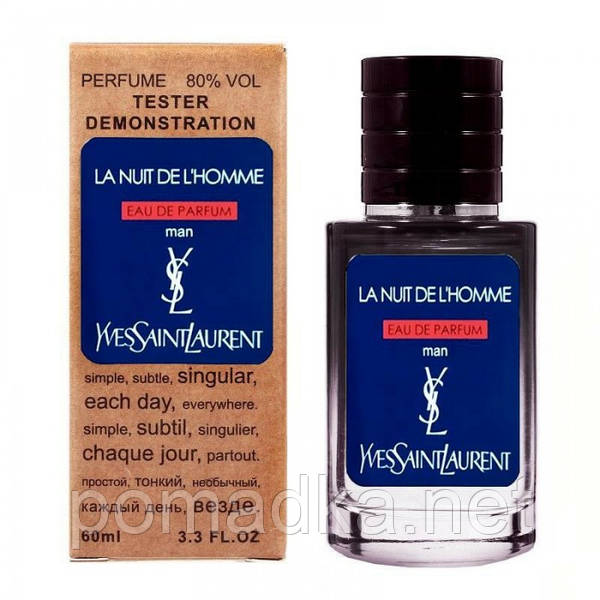 PERFUME 80% VOL
TESTER
DEMONSTRATION
LA NUIT DE L'HOMME
EAU DE PARFUM
man
YSL
YVESSAINTLAURENT
simple, subtle, singular,
each day, everywhere.
simple, subtil, singulier,
chaque jour, partout.
простой, тонкий, необычный,
каждый день, везде.
60ml 3.3 FL.OZ
LA NUIT DE L'HOMME
EAU DE PARFUM
man
YSL
YVESSAINTLAURENT
pomadka.net